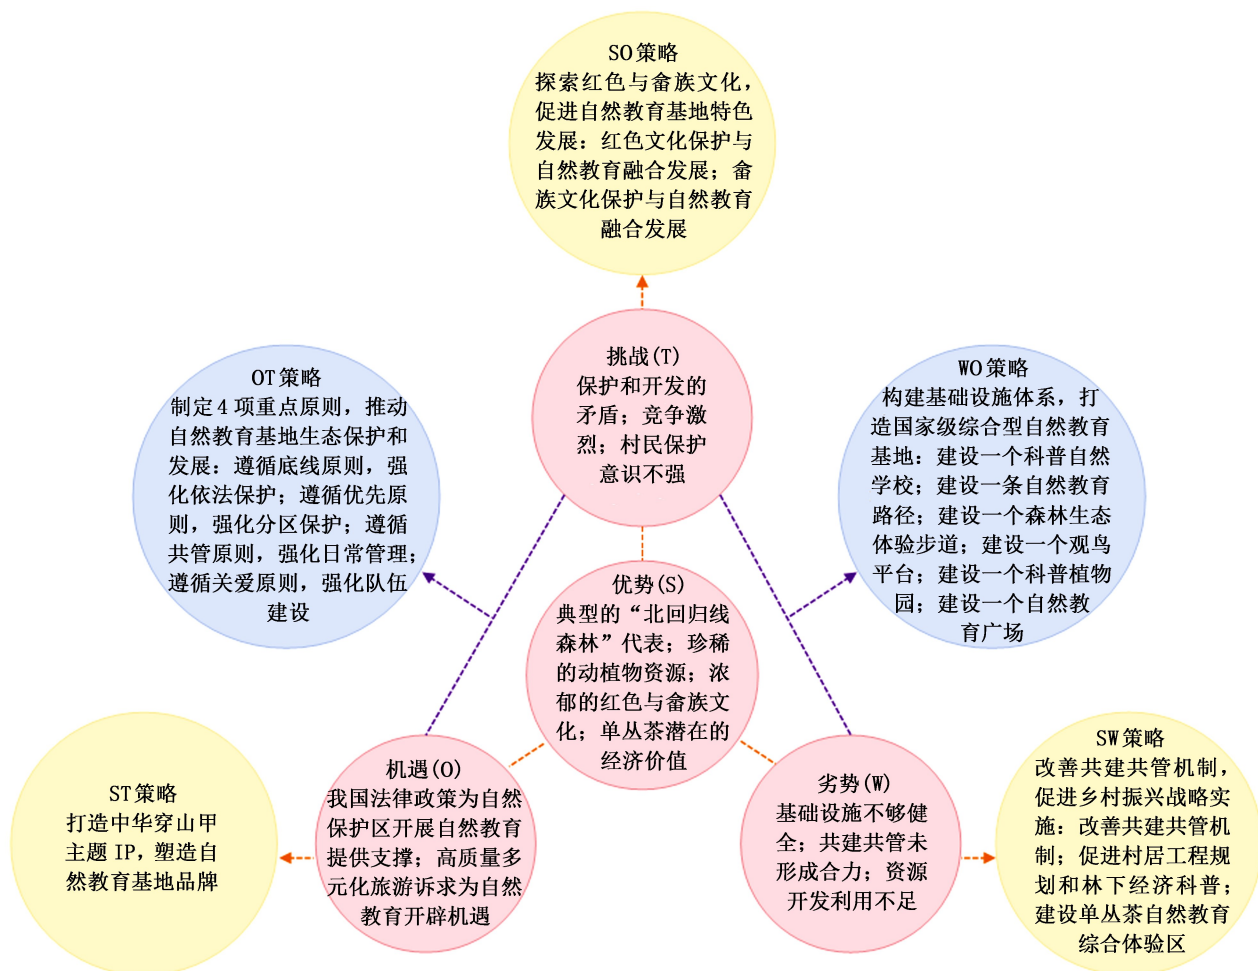 SO策略
探索红色与畲族文化，
促进自然教育基地特色
发展：红色文化保护与
自然教育融合发展；畲
族文化保护与自然教育
融合发展
挑战(T)
保护和开发的
矛盾；竞争激
烈；村民保护
意识不强
OT策略
制定4项重点原则，推动
自然教育基地生态保护和
发展：遵循底线原则，强
化依法保护；遵循优先原
则，强化分区保护；遵循
共管原则，强化日常管理；
遵循关爱原则，强化队伍
建设
WO策略
构建基础设施体系，打
造国家级综合型自然教育
基地：建设一个科普自然
学校；建设一条自然教育
路径；建设一个森林生态
体验步道；建设一个观鸟
平台；建设一个科普植物
园；建设一个自然教
育广场
优势(S)
典型的“北回归线
森林”代表；珍稀
的动植物资源；浓
郁的红色与畲族文
化；单丛茶潜在的
经济价值
ST策略
打造中华穿山甲
主题IP，塑造自
然教育基地品牌
机遇(O)
我国法律政策为自然
保护区开展自然教育
提供支撑；高质量多
元化旅游诉求为自然
教育开辟机遇
劣势(W)
基础设施不够健
全；共建共管未
形成合力；资源
开发利用不足
SW策略
改善共建共管机制，
促进乡村振兴战略实
施：改善共建共管机
制；促进村居工程规
划和林下经济科普；
建设单丛茶自然教育
综合体验区